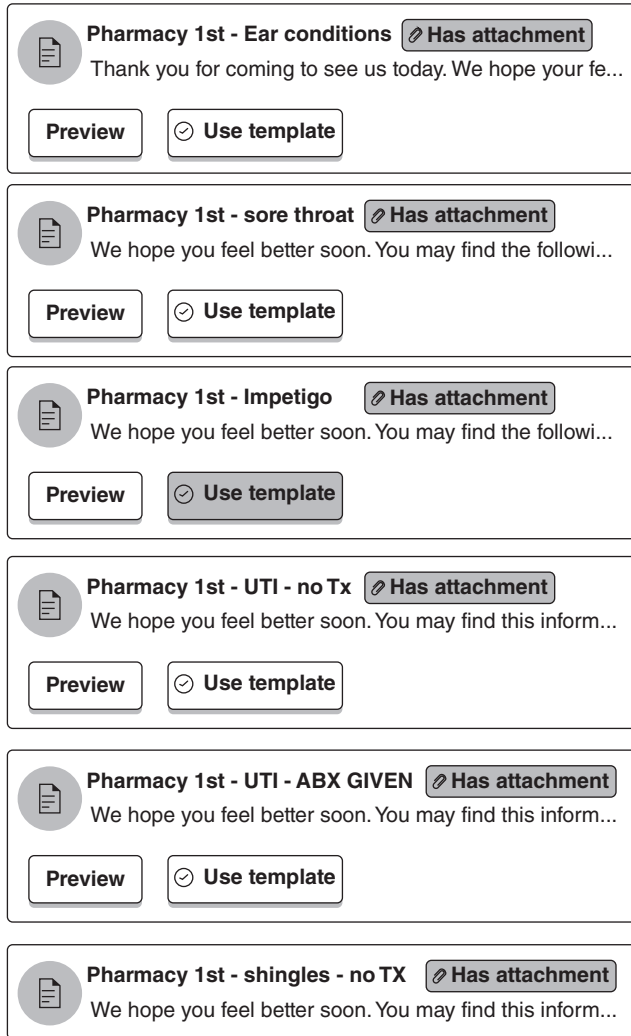 Pharmacy 1st - Ear conditions Has attachment
Thank you for coming to see us today. We hope your fe...
Preview Use template
Pharmacy 1st - sore throat Has attachment
We hope you feel better soon. You may find the followi...
Preview Use template
Pharmacy 1st - Impetigo Has attachment
We hope you feel better soon. You may find the followi...
Preview Use template
Pharmacy 1st - UTI - no Tx Has attachment
We hope you feel better soon. You may find this inform...
Preview Use template
Pharmacy 1st - UTI - ABX GIVEN Has attachment
We hope you feel better soon. You may find this inform...
Preview Use template
Pharmacy 1st - shingles - no TX Has attachment
We hope you feel better soon. You may find this inform...